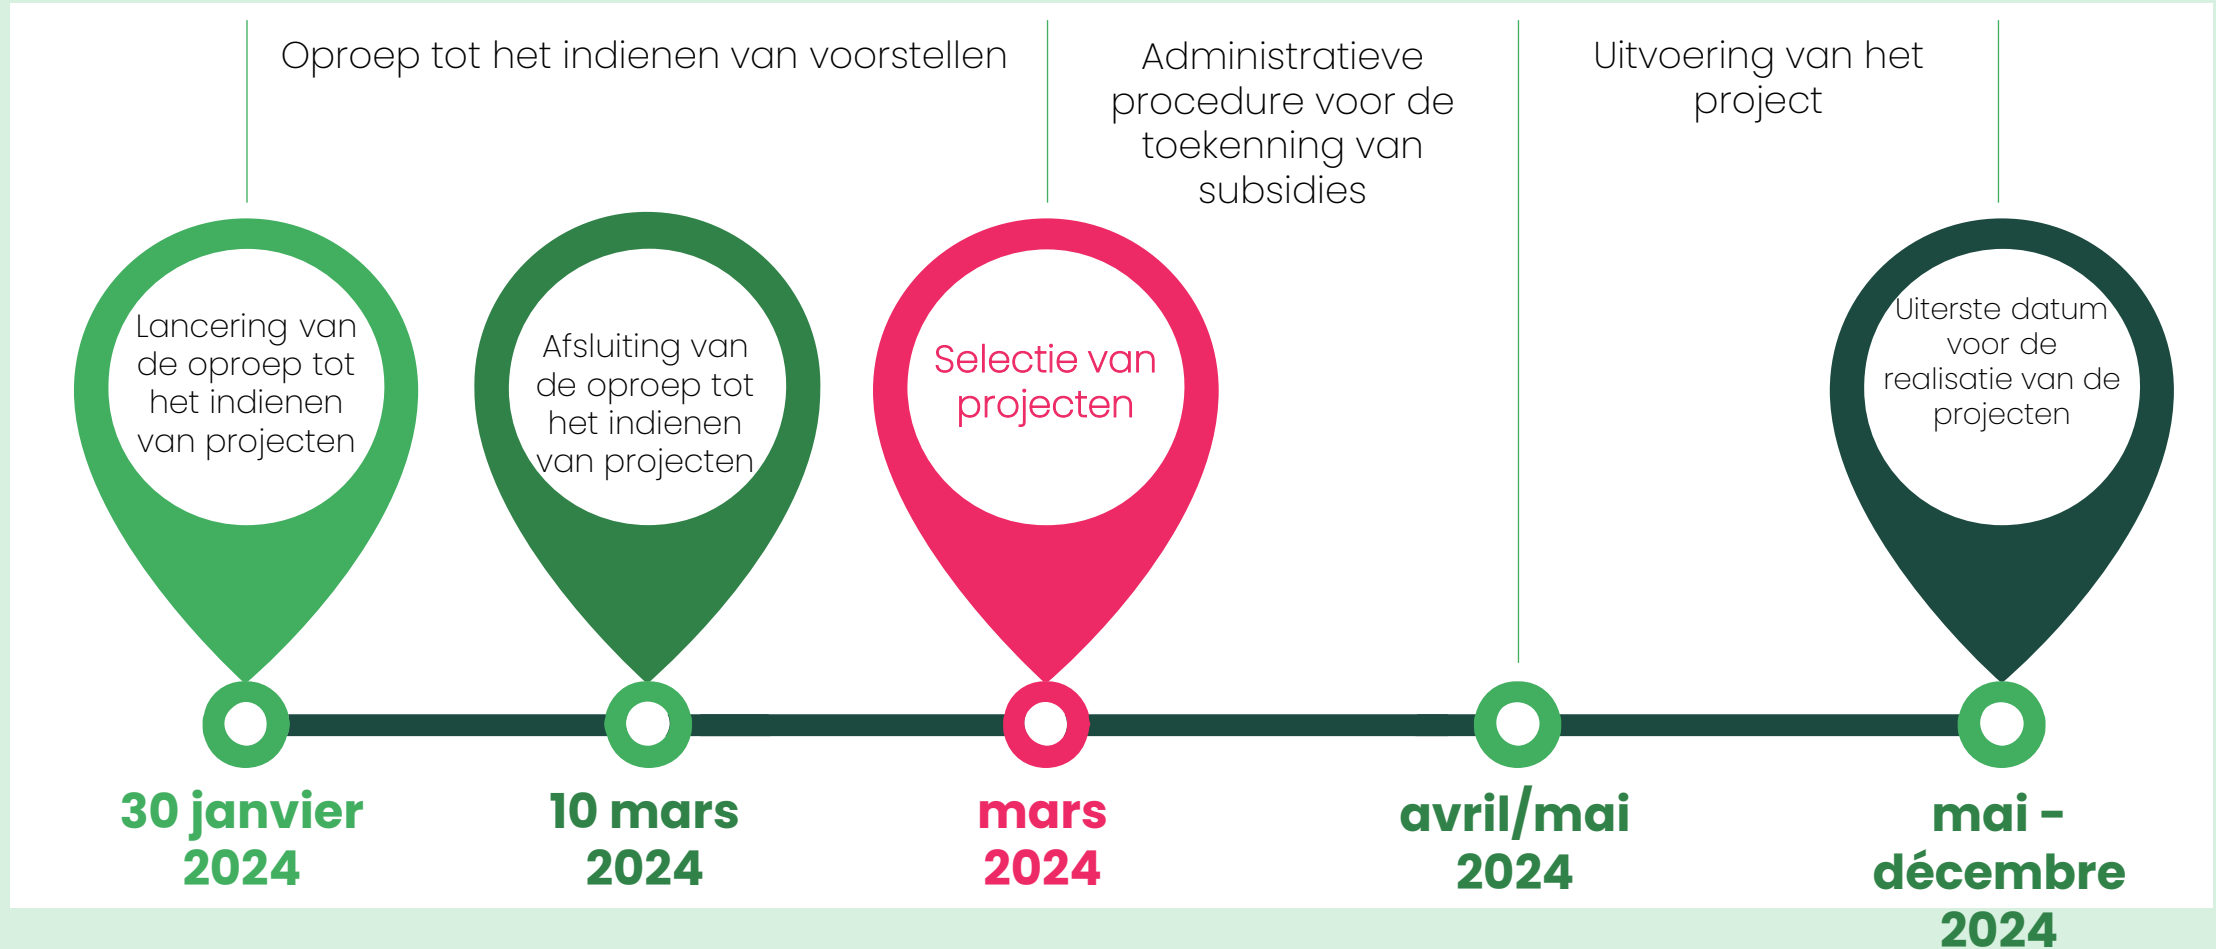 Oproep tot het indienen van voorstellen
Administratieve
procedure voor de
toekenning van
subsidies
Uitvoering van het
project
Lancering van
de oproep tot
het indienen
van projecten
Afsluiting van
de oproep tot
het indienen
van projecten
Selectie van
projecten
Uiterste datum
voor de
realisatie van de
projecten
30 janvier
2024
10 mars
2024
mars
2024
avril/mai
2024
mai -
décembre
2024